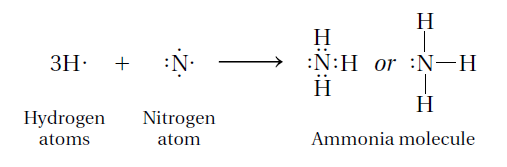 3H· + :Ṅ· ⟶ :N̈:H or :N—H
H H
H H
Hydrogen atoms
Nitrogen atom
Ammonia molecule